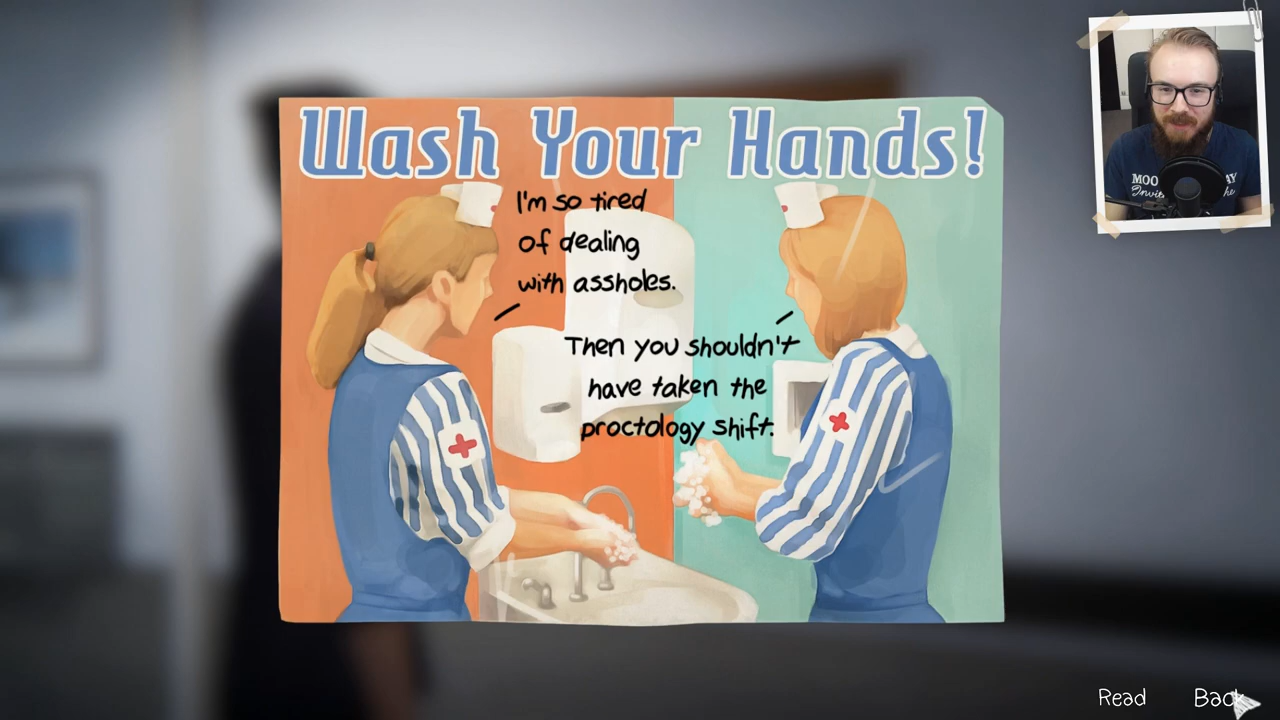 Wash Your Hands!
I'm so tired
of dealing
with assholes.
Then you shouldn't
have taken the
proctology shift.
Read
Back